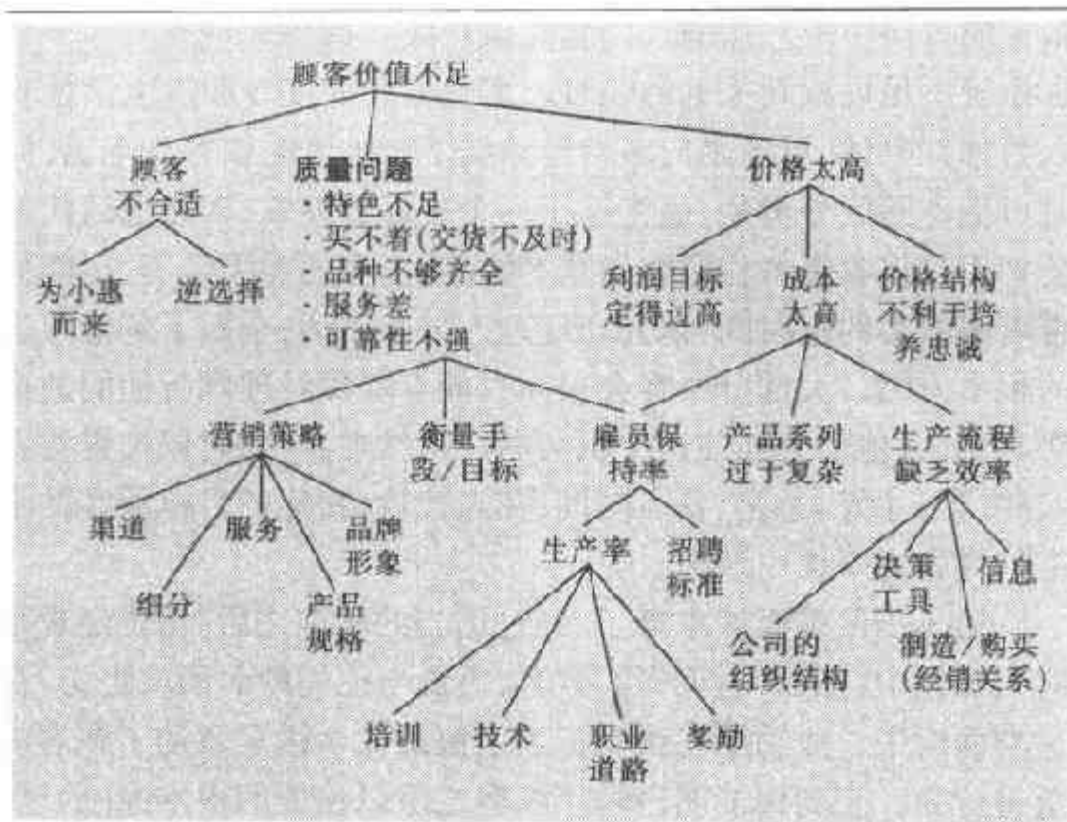 顾客价值不足
顾客
不合适
质量问题
·特色不足
·买不着(交货不及时)
·品种不够齐全
·服务差
·可靠性不强
价格太高
为小惠
而来
逆选择
利润目标
定得过高
成本
太高
价格结构
不利于培
养忠诚
营销策略
衡量手
段/目标
雇员保
持率
产品系列
过于复杂
生产流程
缺乏效率
渠道
服务
品牌
形象
细分
产品
规格
生产率
招聘
标准
决策
工具
信息
公司的
组织结构
制造/购买
(经销关系)
培训
技术
职业
道路
奖励